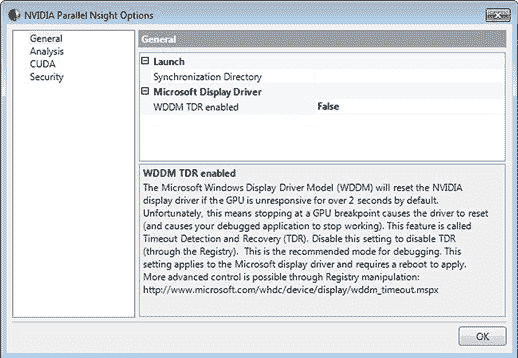 NVIDIA Parallel Nsight Options
General
Analysis
CUDA
Security
General
Launch
Synchronization Directory
Microsoft Display Driver
WDDM TDR enabled False
WDDM TDR enabled
The Microsoft Windows Display Driver Model (WDDM) will reset the NVIDIA
display driver if the GPU is unresponsive for over 2 seconds by default.
Unfortunately, this means stopping at a GPU breakpoint causes the driver to reset
(and causes your debugged application to stop working). This feature is called
Timeout Detection and Recovery (TDR). Disable this setting to disable TDR
(through the Registry). This is the recommended mode for debugging. This
setting applies to the Microsoft display driver and requires a reboot to apply.
More advanced control is possible through Registry manipulation:
http://www.microsoft.com/whdc/device/display/wddm_timeout.mspx
OK